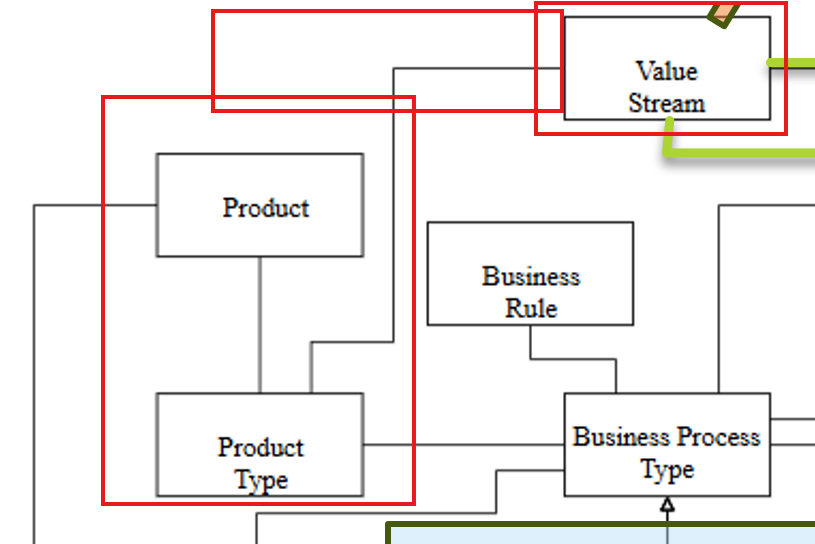 Value
Stream
Product
Business
Rule
Product
Type
Business Process
Type